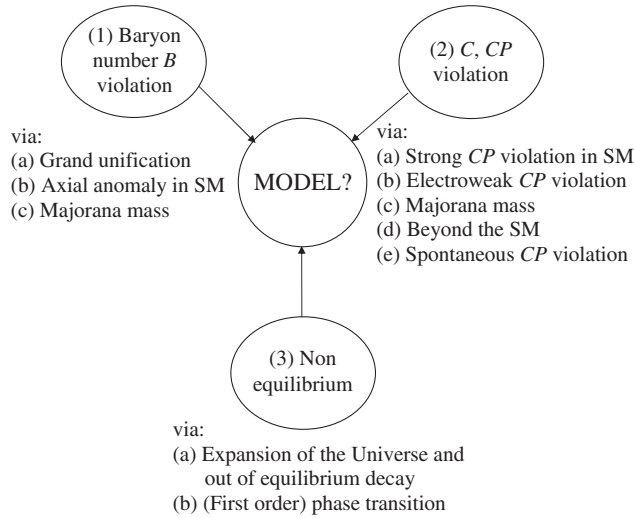 (1) Baryon
number B
violation
(2) C, CP
violation
via:
(a) Grand unification
(b) Axial anomaly in SM
(c) Majorana mass
MODEL?
via:
(a) Strong CP violation in SM
(b) Electroweak CP violation
(c) Majorana mass
(d) Beyond the SM
(e) Spontaneous CP violation
(3) Non
equilibrium
via:
(a) Expansion of the Universe and
out of equilibrium decay
(b) (First order) phase transition